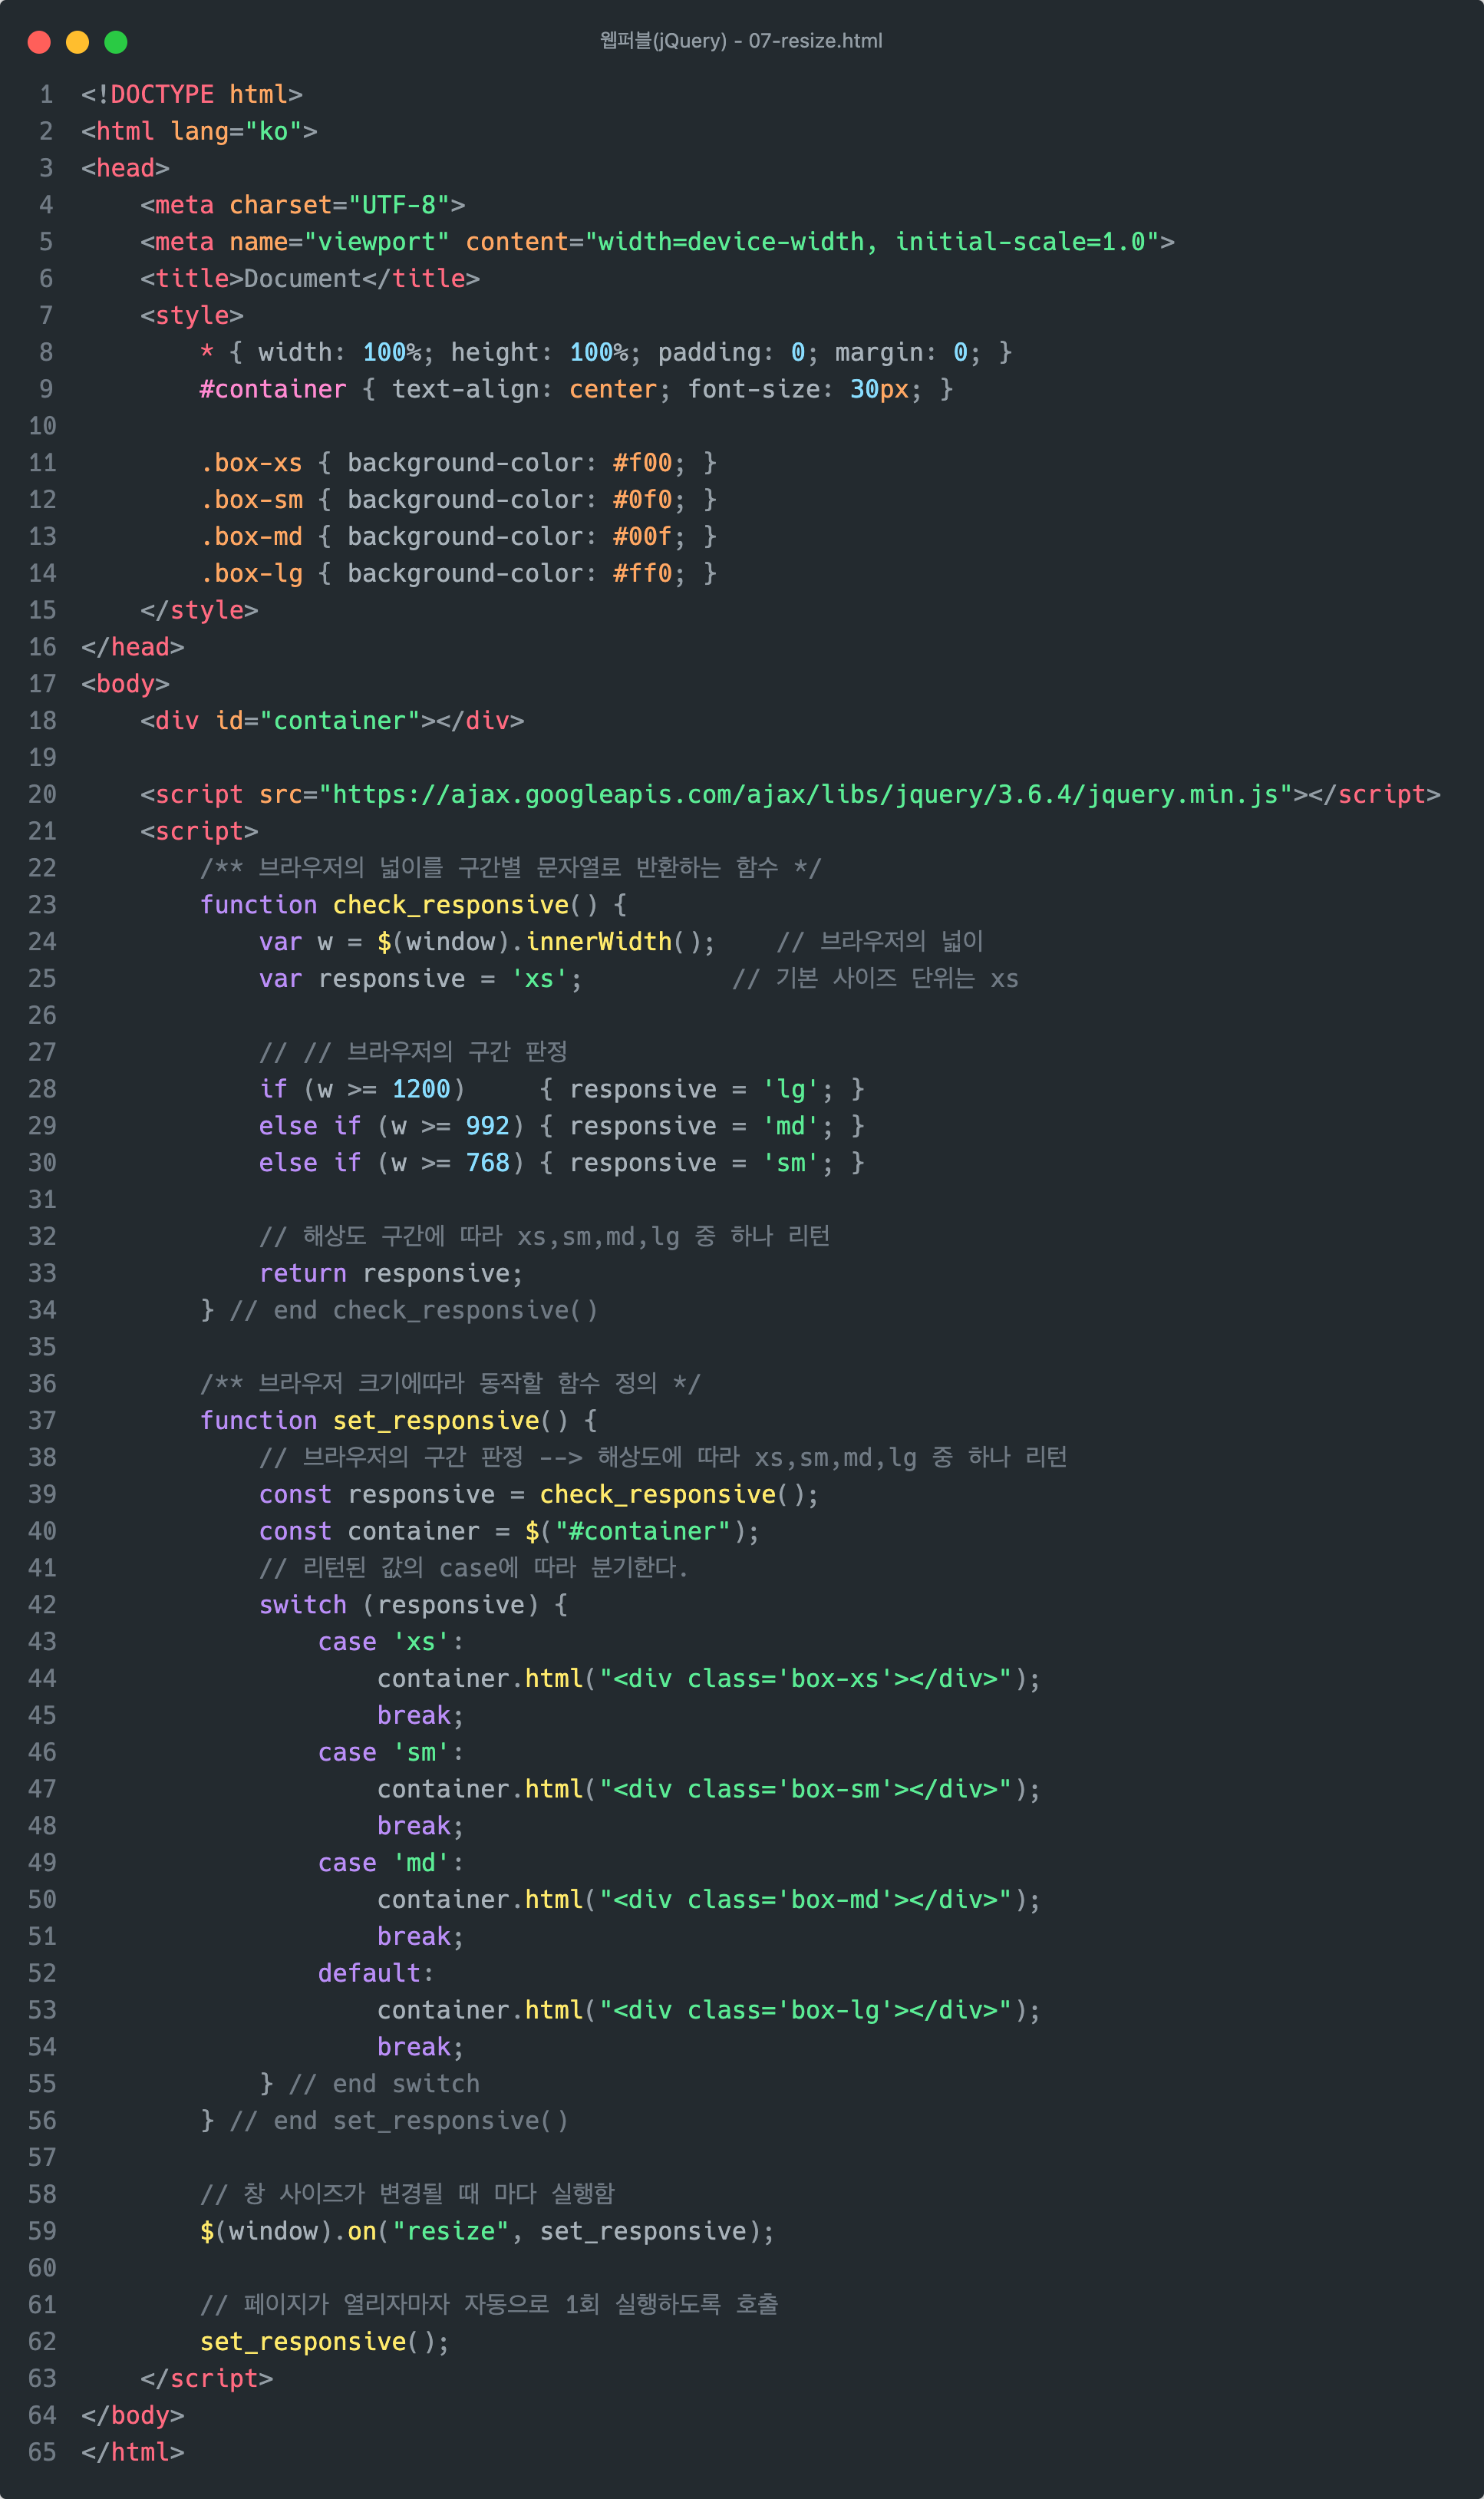 웹퍼블(jQuery) - 07-resize.html
1 <!DOCTYPE html>
2 <html lang="ko">
3 <head>
4     <meta charset="UTF-8">
5     <meta name="viewport" content="width=device-width, initial-scale=1.0">
6     <title>Document</title>
7     <style>
8         * { width: 100%; height: 100%; padding: 0; margin: 0; }
9         #container { text-align: center; font-size: 30px; }
10
11         .box-xs { background-color: #f00; }
12         .box-sm { background-color: #0f0; }
13         .box-md { background-color: #00f; }
14         .box-lg { background-color: #ff0; }
15     </style>
16 </head>
17 <body>
18     <div id="container"></div>
19
20     <script src="https://ajax.googleapis.com/ajax/libs/jquery/3.6.4/jquery.min.js"></script>
21     <script>
22         /** 브라우저의 넓이를 구간별 문자열로 반환하는 함수 */
23         function check_responsive() {
24             var w = $(window).innerWidth();    // 브라우저의 넓이
25             var responsive = 'xs';          // 기본 사이즈 단위는 xs
26
27             // // 브라우저의 구간 판정
28             if (w >= 1200)     { responsive = 'lg'; }
29             else if (w >= 992) { responsive = 'md'; }
30             else if (w >= 768) { responsive = 'sm'; }
31
32             // 해상도 구간에 따라 xs,sm,md,lg 중 하나 리턴
33             return responsive;
34         } // end check_responsive()
35
36         /** 브라우저 크기에따라 동작할 함수 정의 */
37         function set_responsive() {
38             // 브라우저의 구간 판정 --> 해상도에 따라 xs,sm,md,lg 중 하나 리턴
39             const responsive = check_responsive();
40             const container = $("#container");
41             // 리턴된 값의 case에 따라 분기한다.
42             switch (responsive) {
43                 case 'xs':
44                     container.html("<div class='box-xs'></div>");
45                     break;
46                 case 'sm':
47                     container.html("<div class='box-sm'></div>");
48                     break;
49                 case 'md':
50                     container.html("<div class='box-md'></div>");
51                     break;
52                 default:
53                     container.html("<div class='box-lg'></div>");
54                     break;
55             } // end switch
56         } // end set_responsive()
57
58         // 창 사이즈가 변경될 때 마다 실행함
59         $(window).on("resize", set_responsive);
60
61         // 페이지가 열리자마자 자동으로 1회 실행하도록 호출
62         set_responsive();
63     </script>
64 </body>
65 </html>